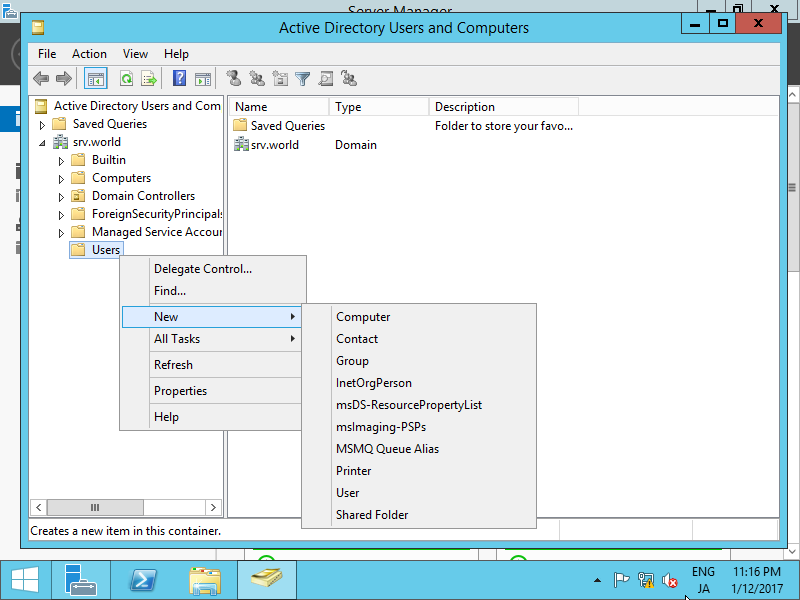 Server Manager
Active Directory Users and Computers
File Action View Help
Active Directory Users and Com
Saved Queries
srv.world
Builtin
Computers
Domain Controllers
ForeignSecurityPrincipals
Managed Service Accoun
Users
Name Type Description
Saved Queries Folder to store your favo...
srv.world Domain
Delegate Control...
Find...
New
All Tasks
Refresh
Properties
Help
Computer
Contact
Group
InetOrgPerson
msDS-ResourcePropertyList
msImaging-PSPs
MSMQ Queue Alias
Printer
User
Shared Folder
Creates a new item in this container.
ENG 11:16 PM
JA 1/12/2017